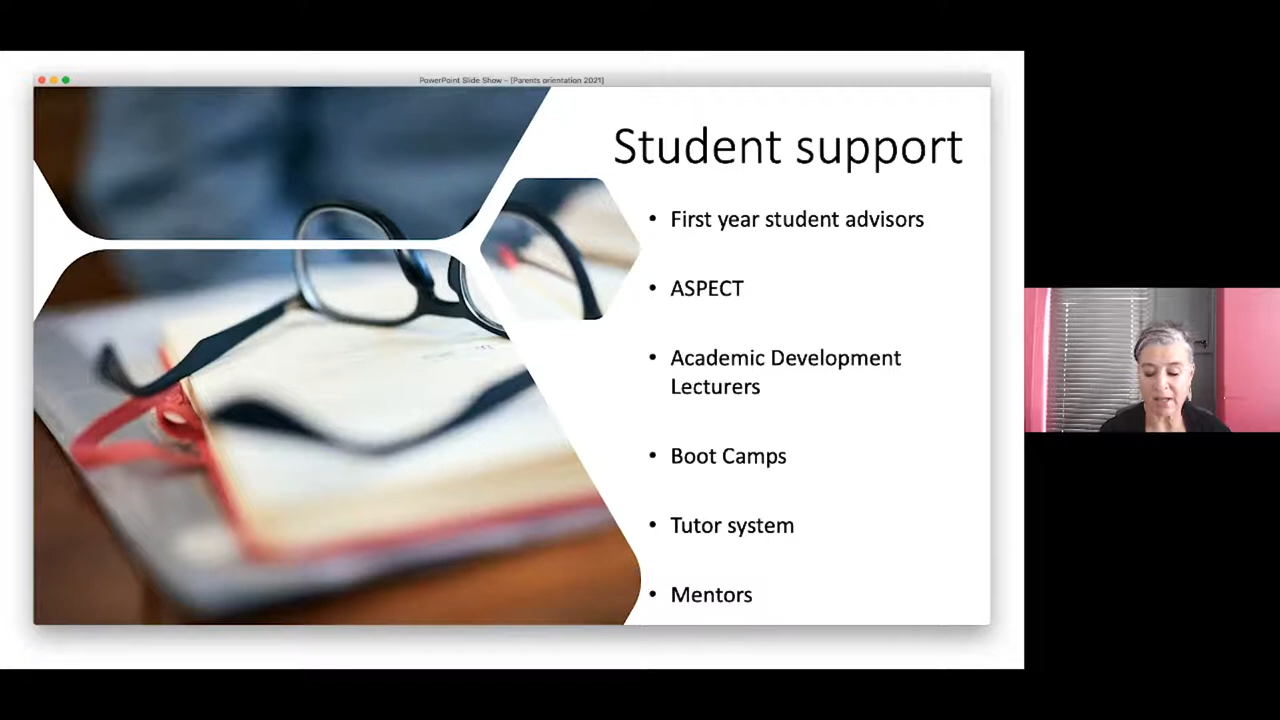 PowerPoint Slide Show – [Parents orientation 2021]
Student support
• First year student advisors
• ASPECT
• Academic Development
Lecturers
• Boot Camps
• Tutor system
• Mentors